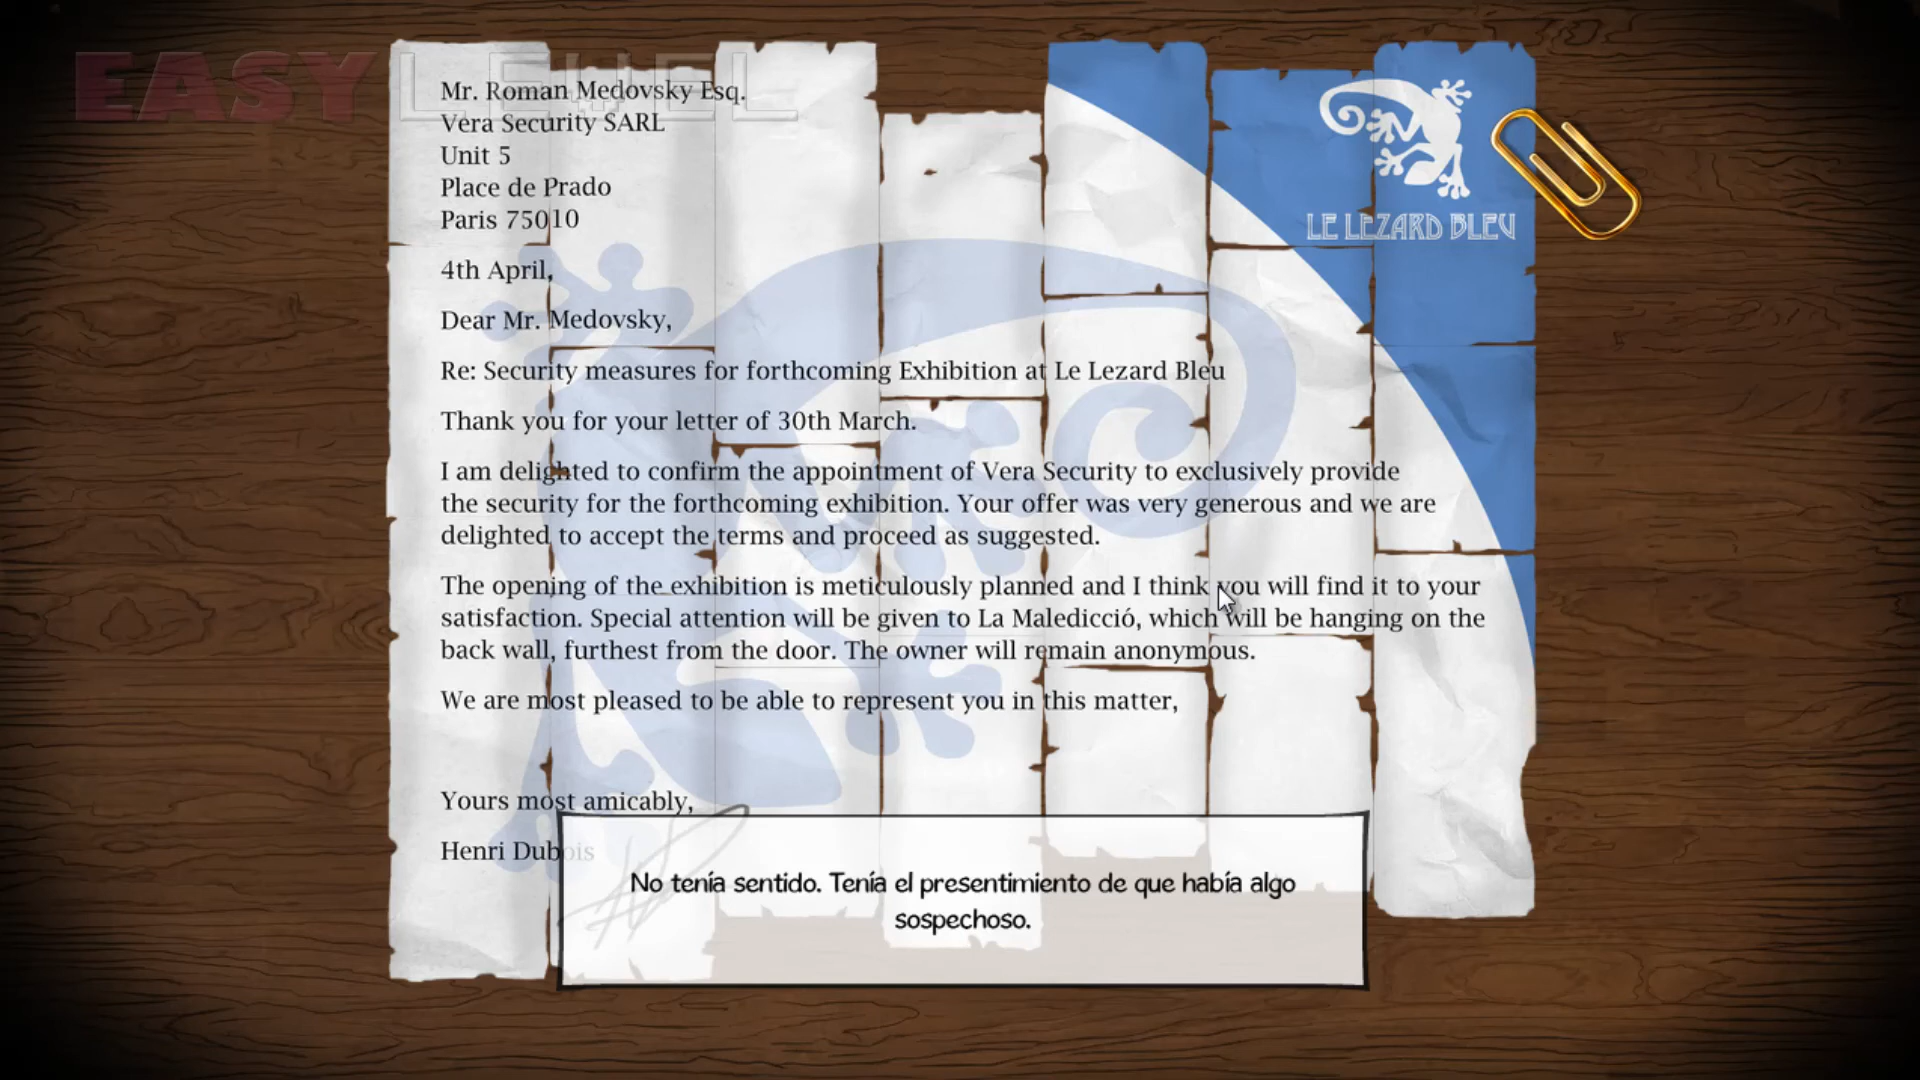 EASY LEVEL
Mr. Roman Medovsky Esq.
Vera Security SARL
Unit 5
Place de Prado
Paris 75010
LE LEZARD BLEU
4th April,
Dear Mr. Medovsky,
Re: Security measures for forthcoming Exhibition at Le Lezard Bleu
Thank you for your letter of 30th March.
I am delighted to confirm the appointment of Vera Security to exclusively provide
the security for the forthcoming exhibition. Your offer was very generous and we are
delighted to accept the terms and proceed as suggested.
The opening of the exhibition is meticulously planned and I think you will find it to your
satisfaction. Special attention will be given to La Maledicció, which will be hanging on the
back wall, furthest from the door. The owner will remain anonymous.
We are most pleased to be able to represent you in this matter,
Yours most amicably,
Henri Dubois
No tenía sentido. Tenía el presentimiento de que había algo
sospechoso.